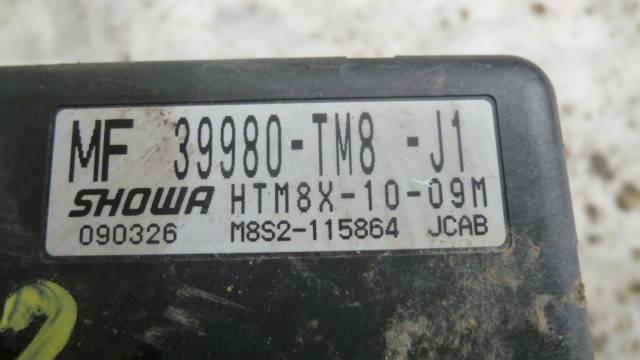 MF 39980-TM8 -J1
SHOWA HTM8X-10-09M
090326 M8S2-115864 JCAB